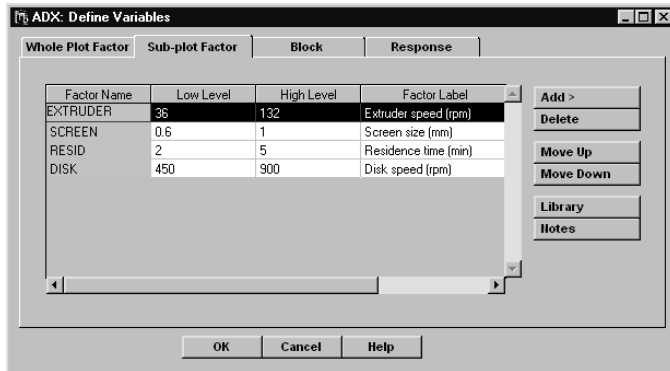 ADX: Define Variables
Whole Plot Factor Sub-plot Factor Block Response
Factor Name Low Level High Level Factor Label
EXTRUDER 36 132 Extruder speed (rpm)
SCREEN 0.6 1 Screen size (mm)
RESID 2 5 Residence time (min)
DISK 450 900 Disk speed (rpm)
Add >
Delete
Move Up
Move Down
Library
Notes
OK Cancel Help